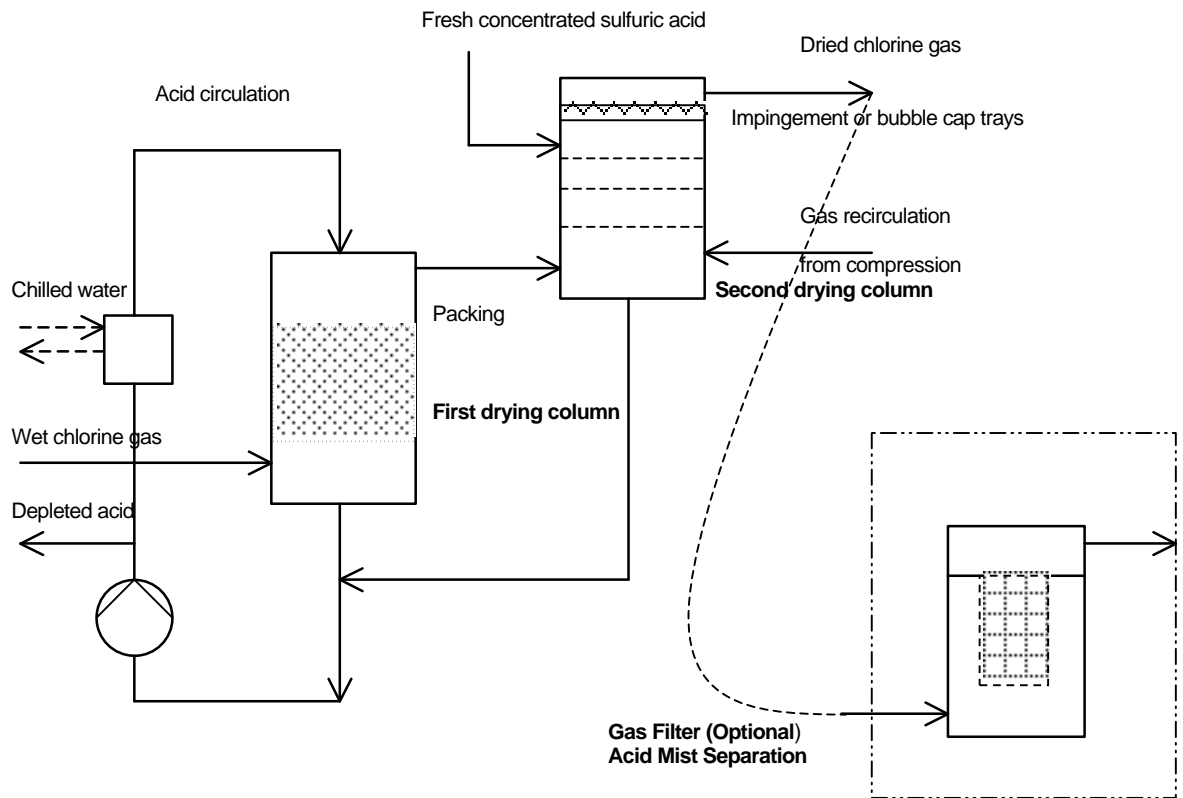 Fresh concentrated sulfuric acid
Dried chlorine gas
Acid circulation
Impingement or bubble cap trays
Gas recirculation
from compression
Second drying column
Chilled water
Packing
First drying column
Wet chlorine gas
Depleted acid
Gas Filter (Optional)
Acid Mist Separation